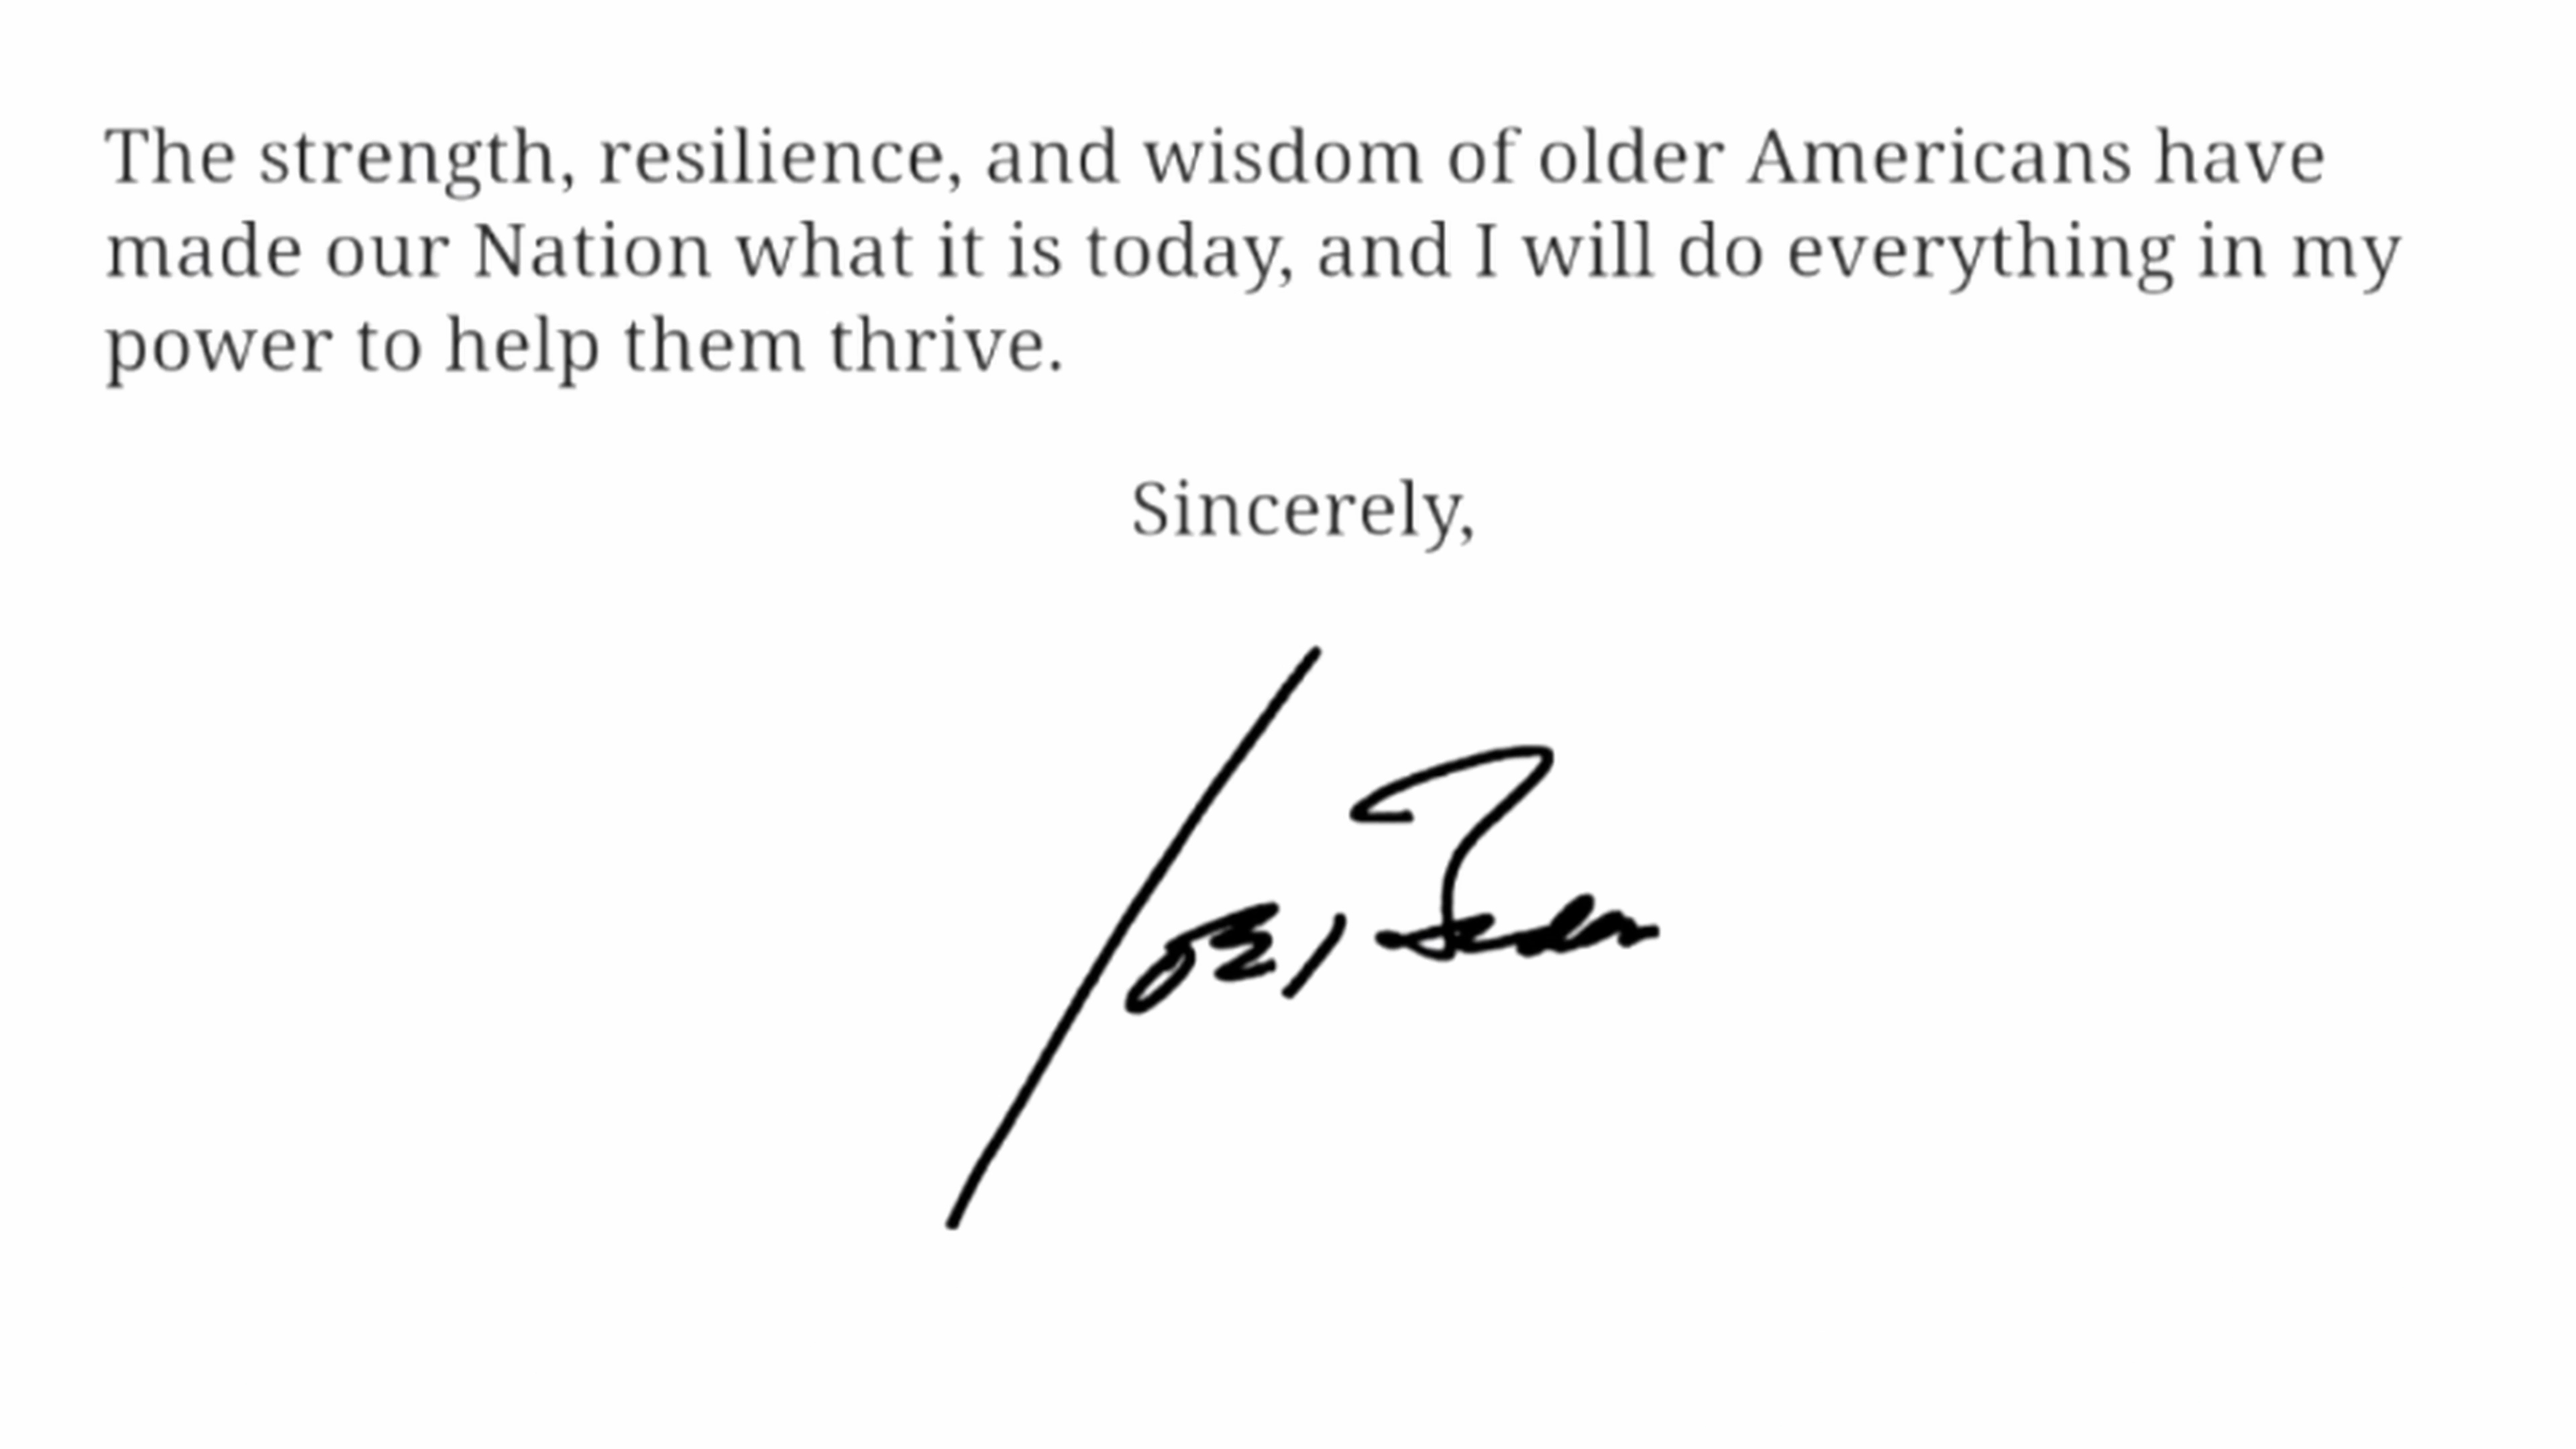 The strength, resilience, and wisdom of older Americans have
made our Nation what it is today, and I will do everything in my
power to help them thrive.
Sincerely,